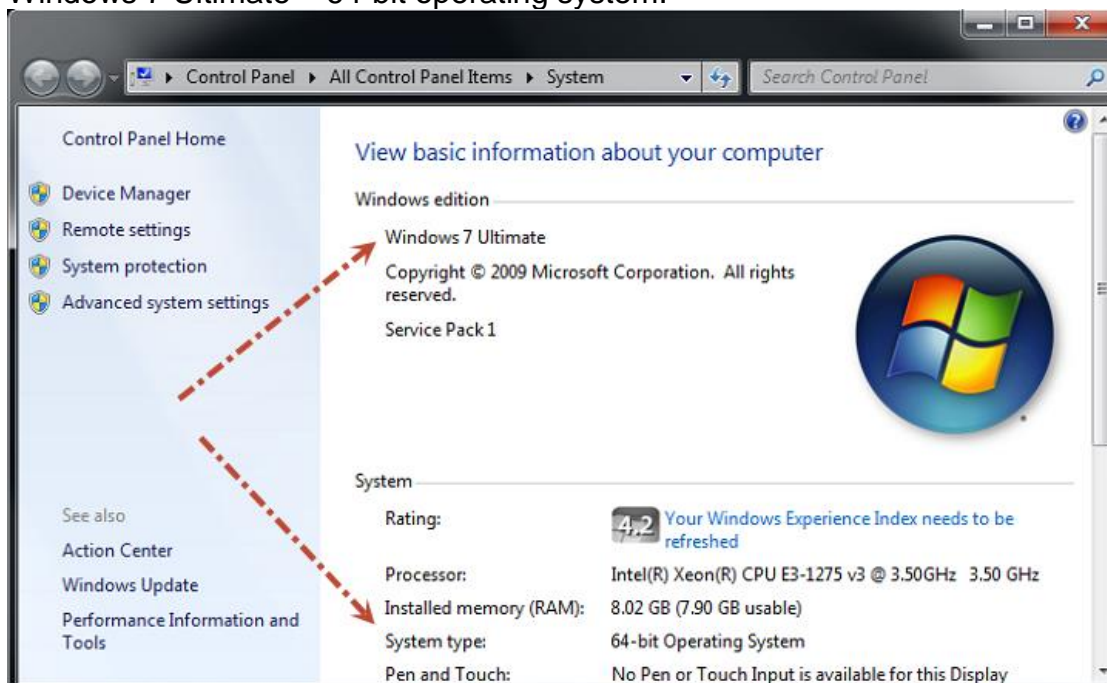 Windows 7 Ultimate – 64-bit operating system.
Control Panel ▸ All Control Panel Items ▸ System
Search Control Panel
Control Panel Home
Device Manager
Remote settings
System protection
Advanced system settings
See also
Action Center
Windows Update
Performance Information and
Tools
View basic information about your computer
Windows edition
Windows 7 Ultimate
Copyright © 2009 Microsoft Corporation. All rights
reserved.
Service Pack 1
System
Rating:
4.2 Your Windows Experience Index needs to be
refreshed
Processor: Intel(R) Xeon(R) CPU E3-1275 v3 @ 3.50GHz 3.50 GHz
Installed memory (RAM): 8.02 GB (7.90 GB usable)
System type: 64-bit Operating System
Pen and Touch: No Pen or Touch Input is available for this Display